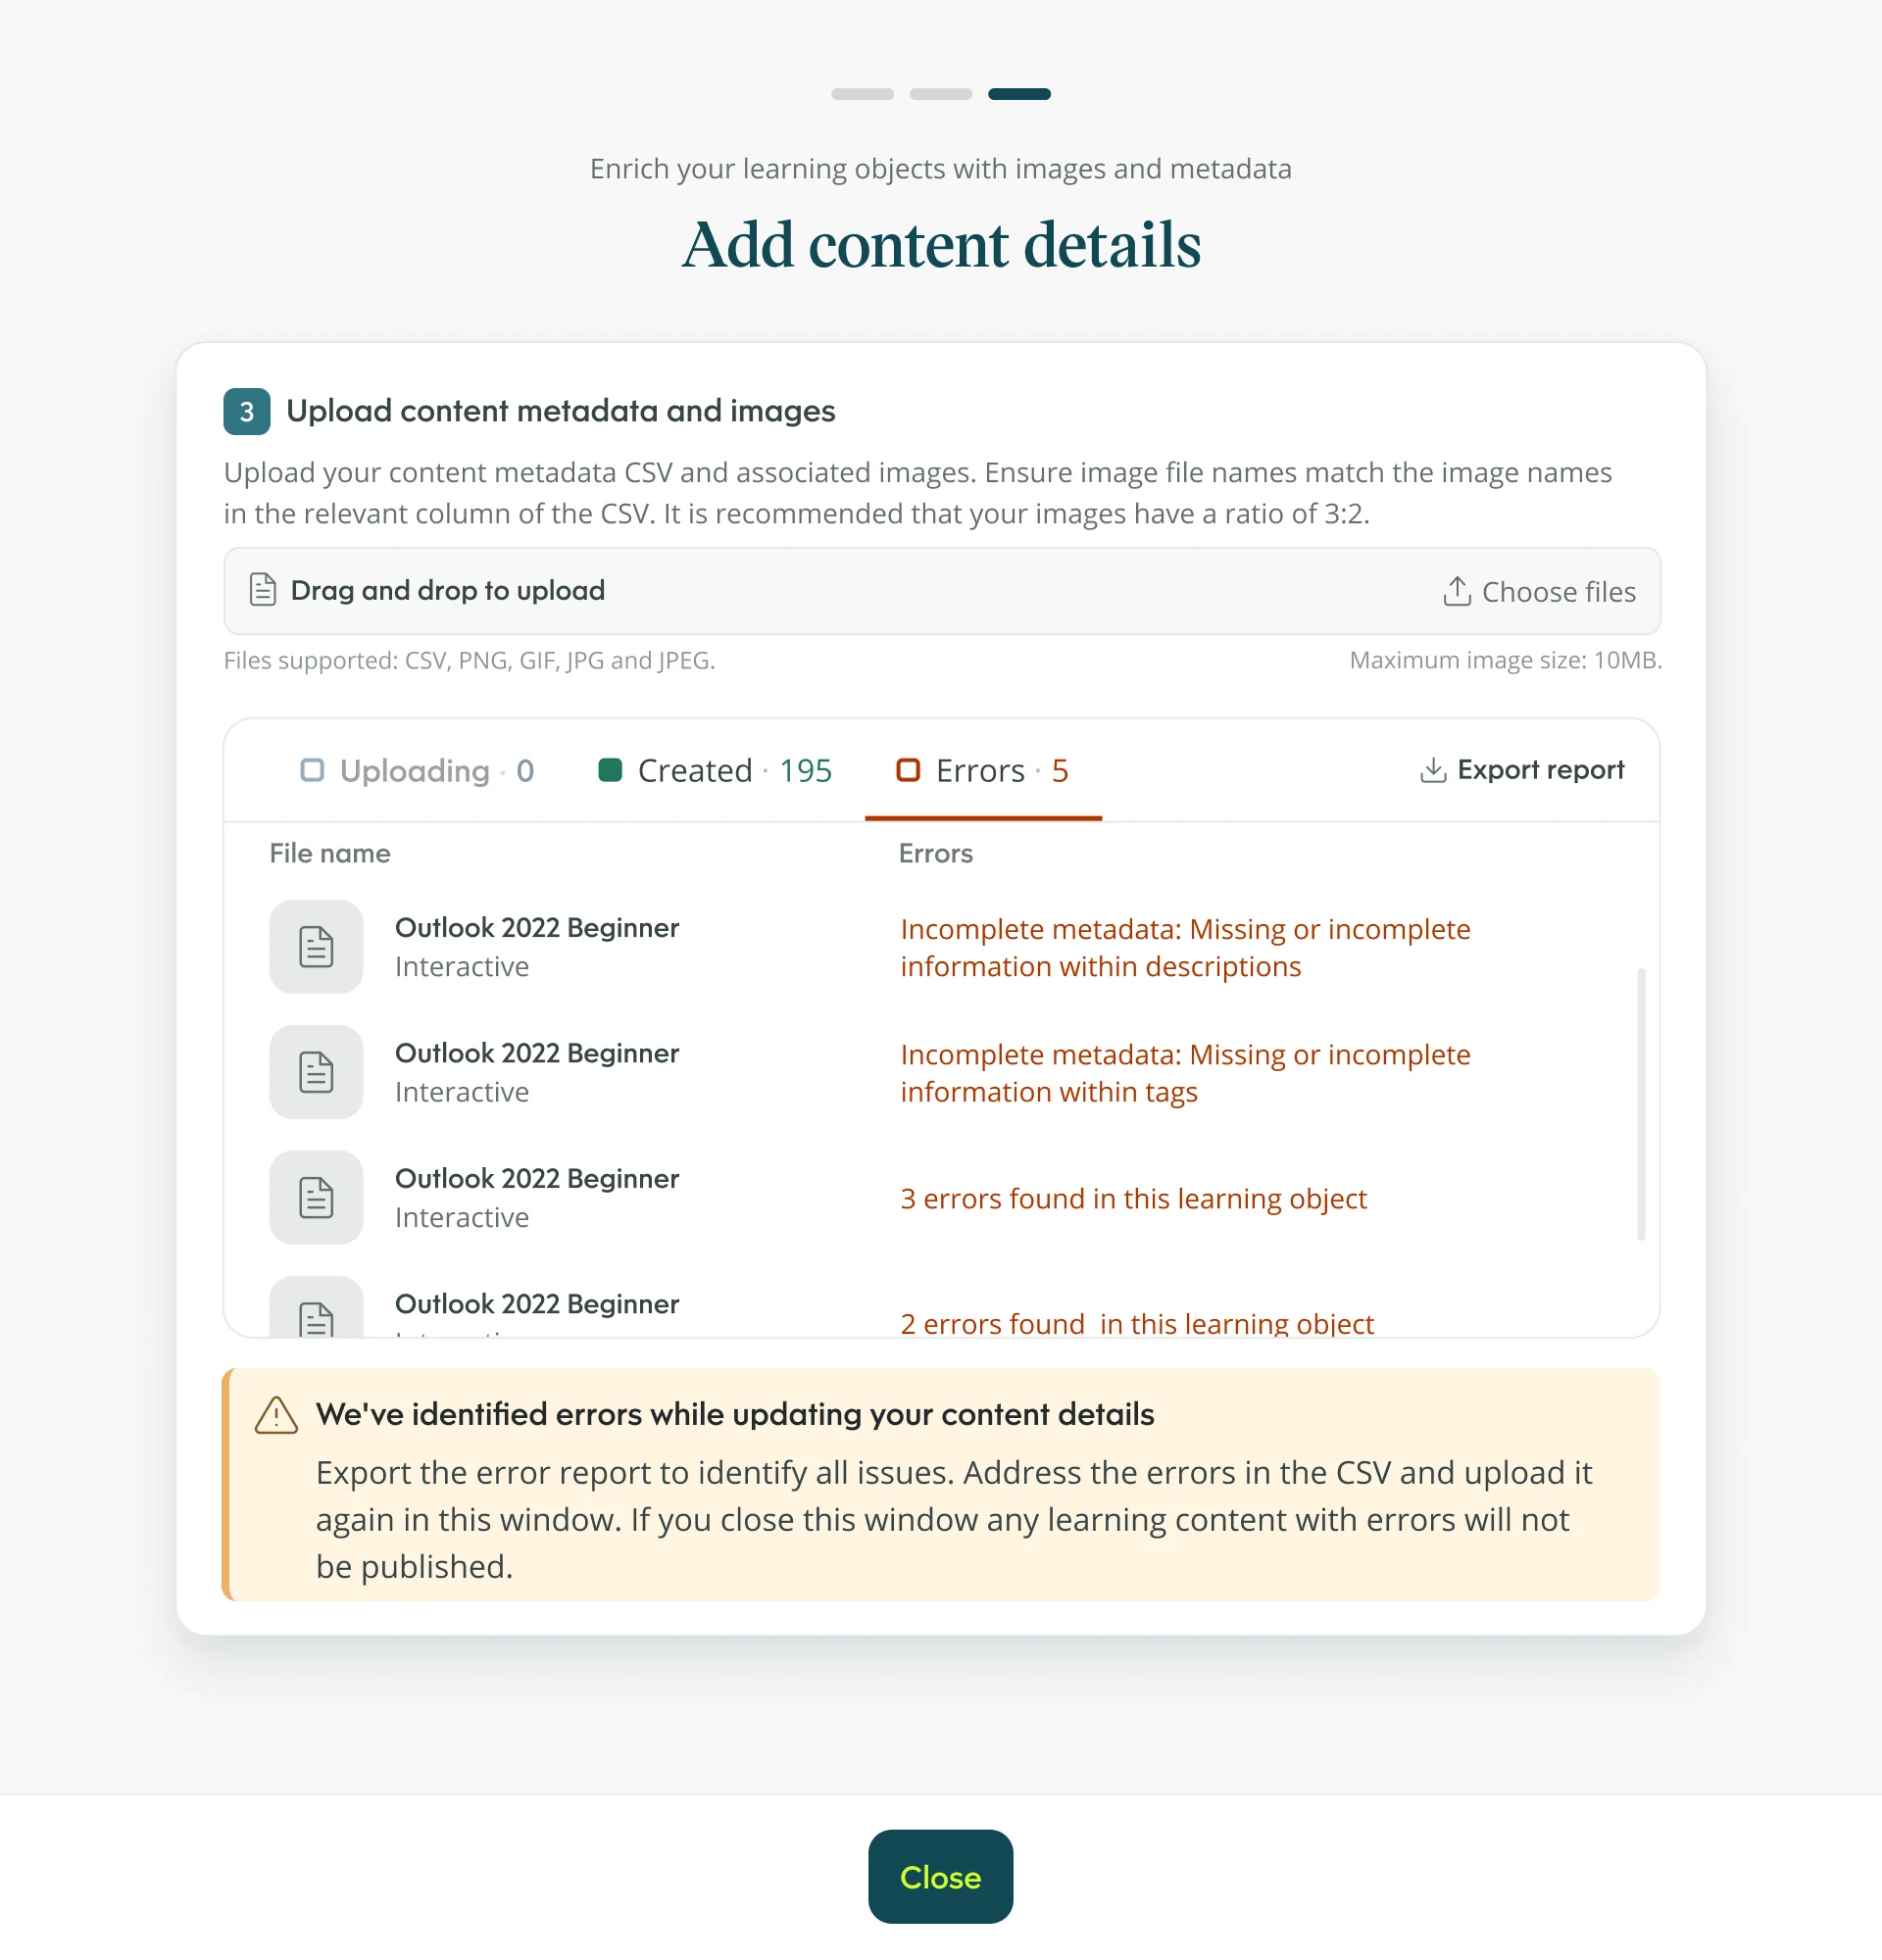 Enrich your learning objects with images and metadata
Add content details
3 Upload content metadata and images
Upload your content metadata CSV and associated images. Ensure image file names match the image names
in the relevant column of the CSV. It is recommended that your images have a ratio of 3:2.
Drag and drop to upload
Choose files
Files supported: CSV, PNG, GIF, JPG and JPEG.
Maximum image size: 10MB.
Uploading · 0
Created · 195
Errors · 5
Export report
File name
Errors
Outlook 2022 Beginner
Interactive
Incomplete metadata: Missing or incomplete
information within descriptions
Outlook 2022 Beginner
Interactive
Incomplete metadata: Missing or incomplete
information within tags
Outlook 2022 Beginner
Interactive
3 errors found in this learning object
Outlook 2022 Beginner
2 errors found  in this learning object
We've identified errors while updating your content details
Export the error report to identify all issues. Address the errors in the CSV and upload it
again in this window. If you close this window any learning content with errors will not
be published.
Close